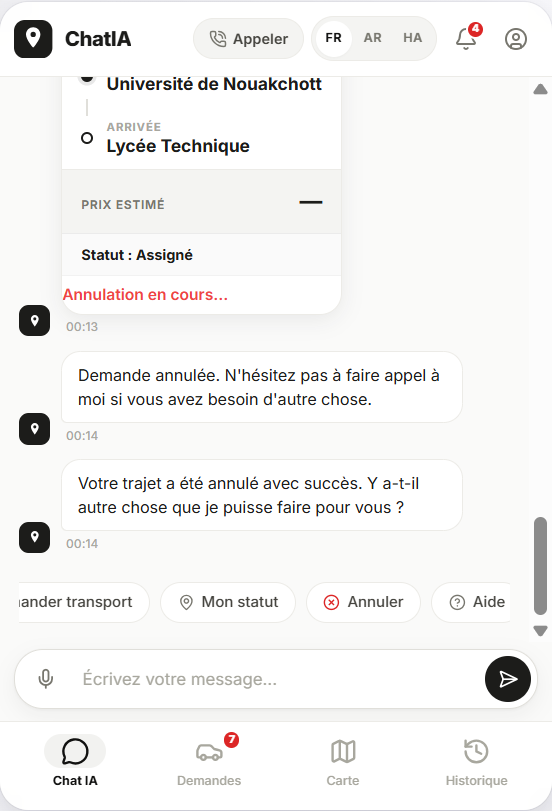 ChatIA
Appeler
FR AR HA
4
Université de Nouakchott
ARRIVÉE
Lycée Technique
PRIX ESTIMÉ —
Statut : Assigné
Annulation en cours...
00:13
Demande annulée. N'hésitez pas à faire appel à
moi si vous avez besoin d'autre chose.
00:14
Votre trajet a été annulé avec succès. Y a-t-il
autre chose que je puisse faire pour vous ?
00:14
ander transport Mon statut Annuler Aide
Écrivez votre message...
7
Chat IA Demandes Carte Historique